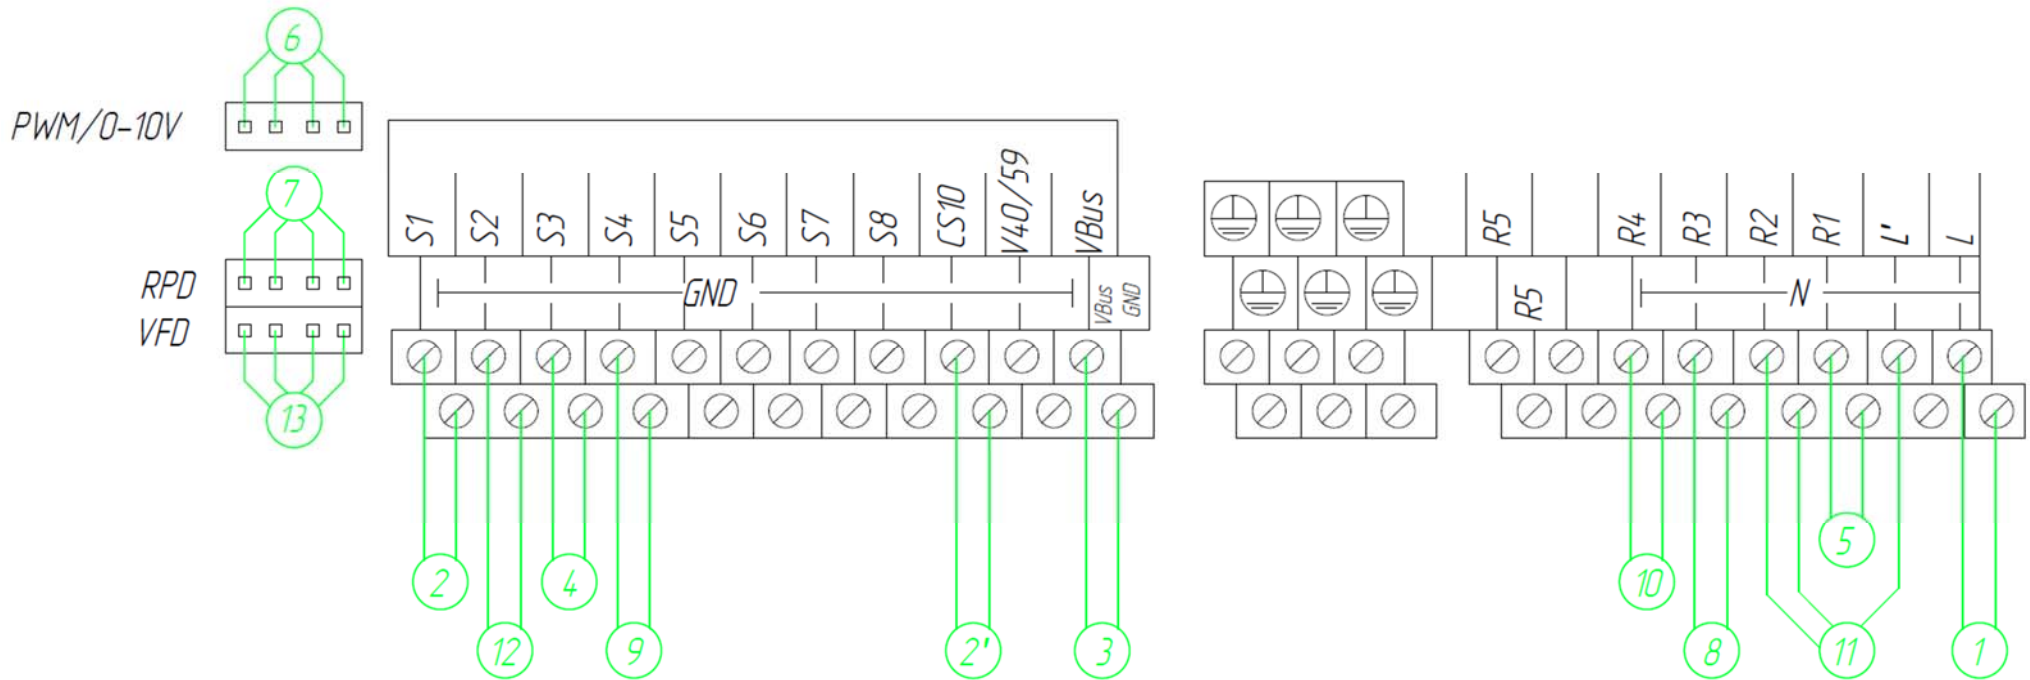 6
PWM/0-10V
7
RPD
VFD
13
S1 S2 S3 S4 S5 S6 S7 S8 CS10 V40/59 VBus
GND VBus GND
R5 R4 R3 R2 R1 L' L
R5 N
2 4 10 5
12 9 2' 3 8 11 1